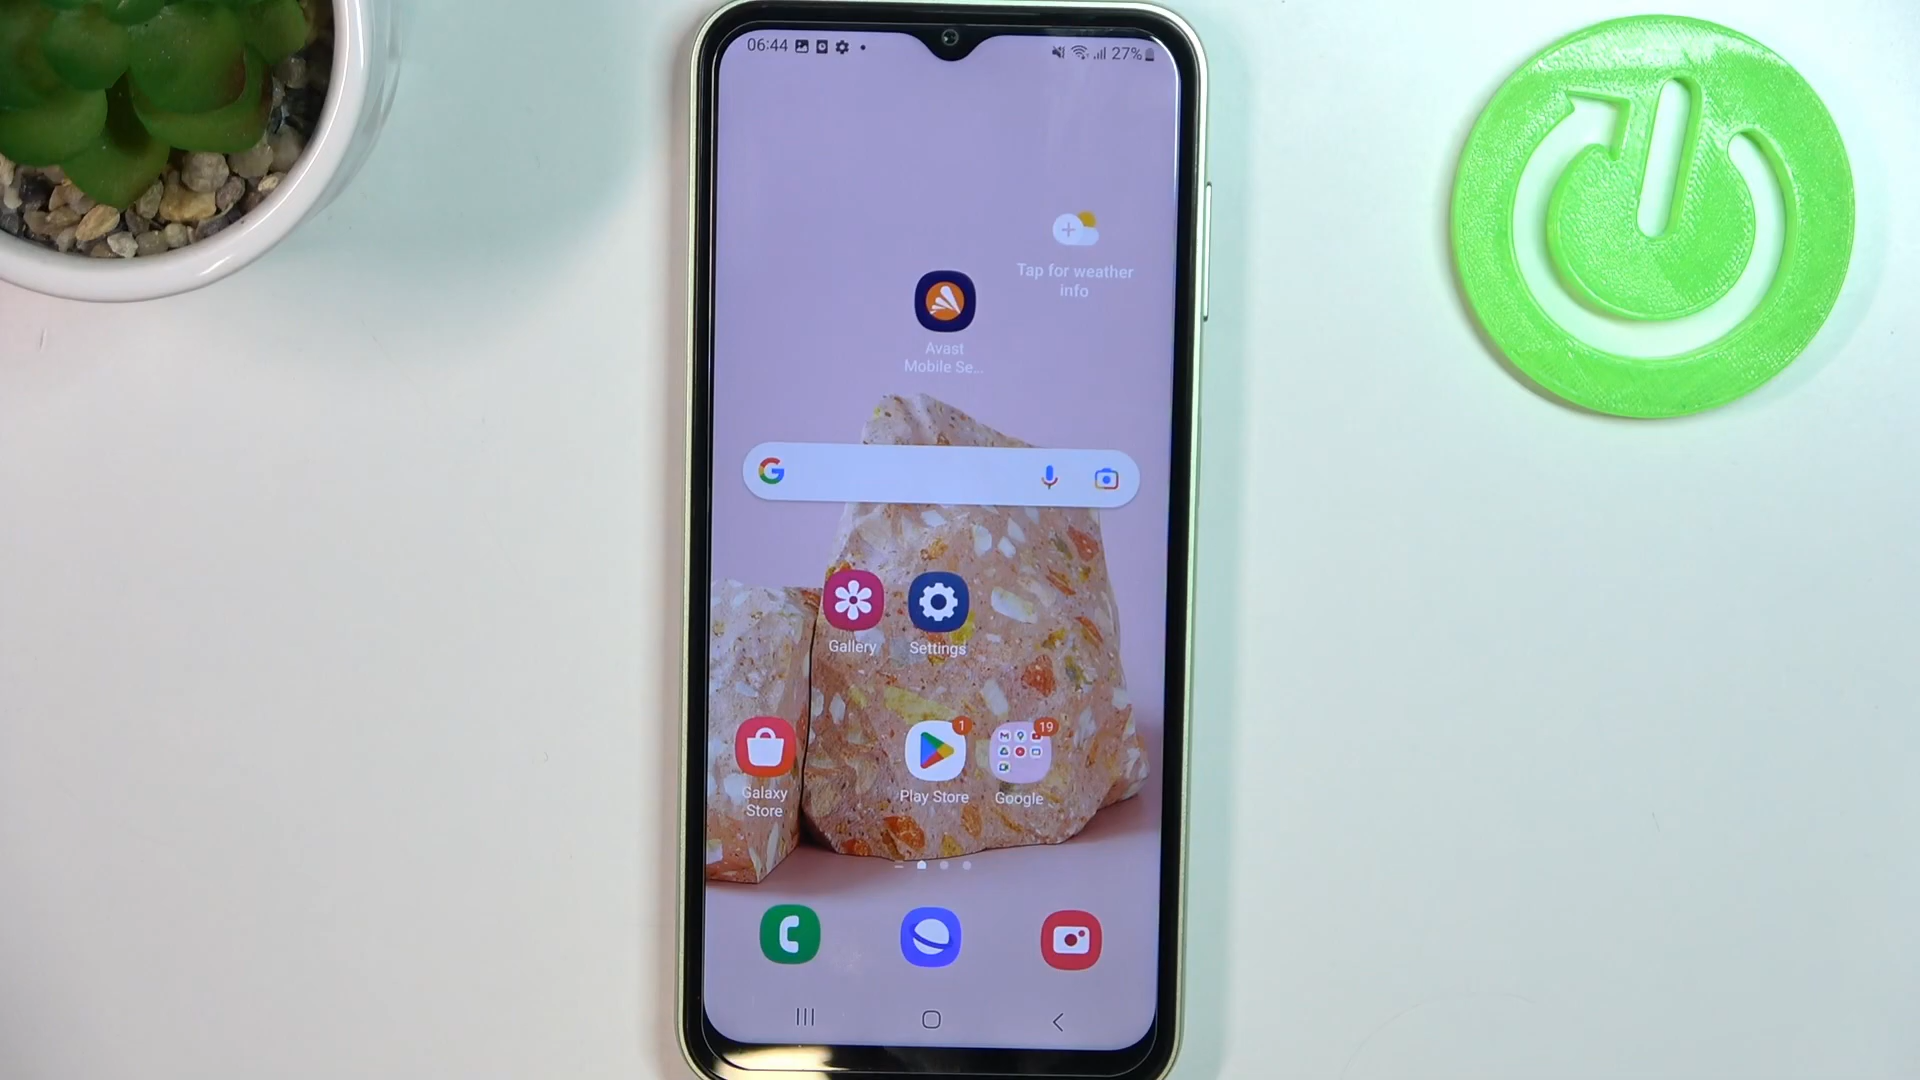 06:44
27%
Tap for weather
info
Avast
Mobile Se...
Gallery
Settings
1
19
Galaxy
Store
Play Store
Google